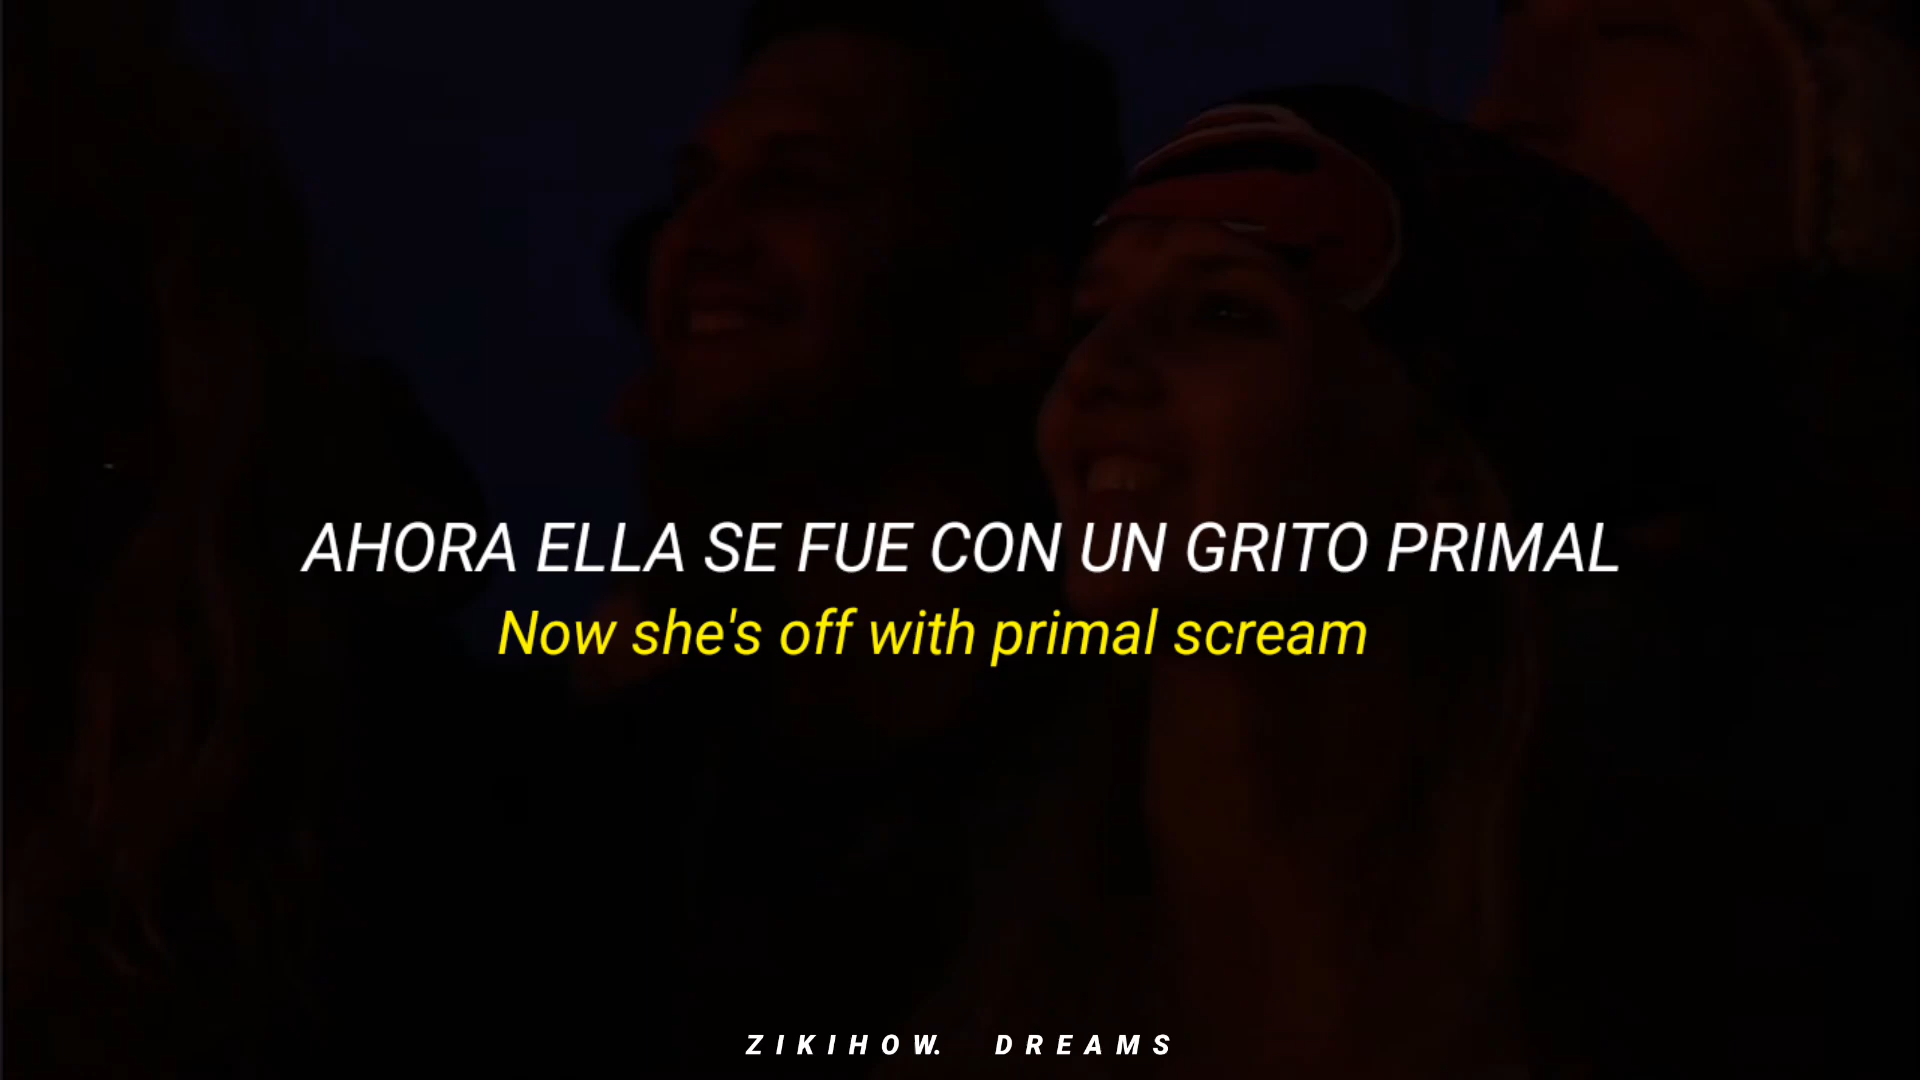 AHORA ELLA SE FUE CON UN GRITO PRIMAL
Now she's off with primal scream
ZIKIHOW. DREAMS